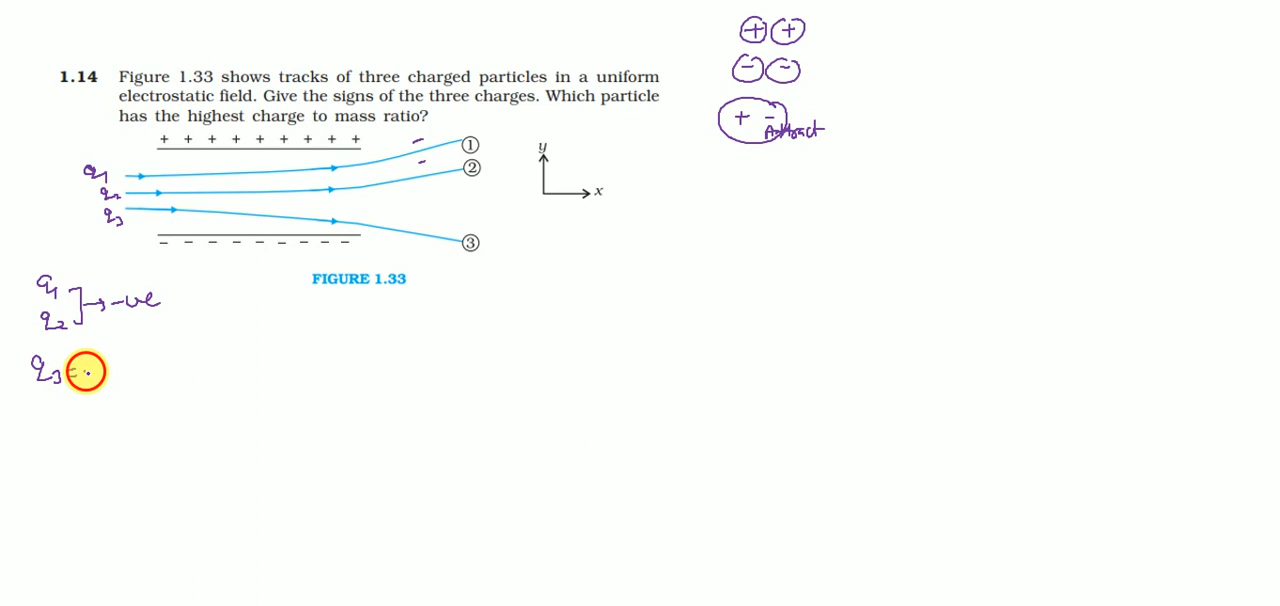 1.14 Figure 1.33 shows tracks of three charged particles in a uniform
electrostatic field. Give the signs of the three charges. Which particle
has the highest charge to mass ratio?
+ + + + + + + + +
- ①
- ②
q1
q2
q3
y
x
③
- - - - - - - - -
FIGURE 1.33
+ +
- -
+ -
Attract
q1
q2 → -ve
q3 =